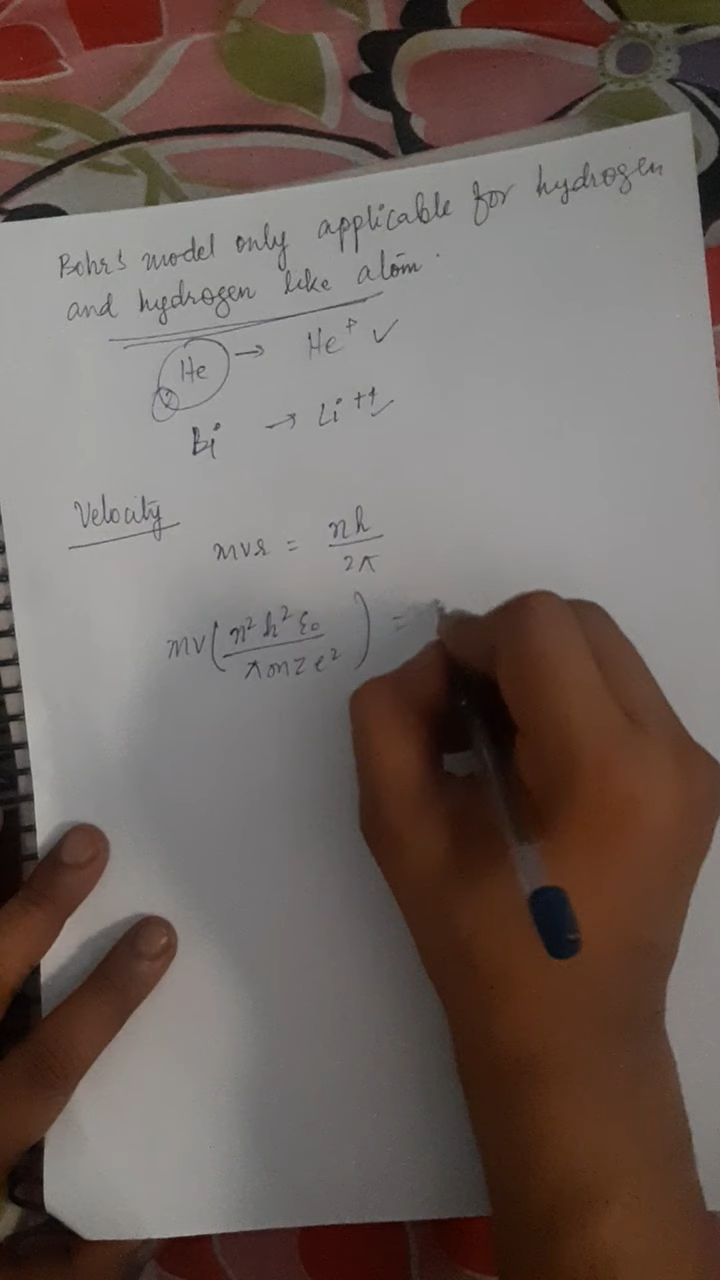 Bohr's model only applicable for hydrogen
and hydrogen like atom.
He → He⁺ ✓
→ Li⁺⁺ ✓
Velocity
mvr = nh/2π
mv(n²h²ε₀/πmze²) =